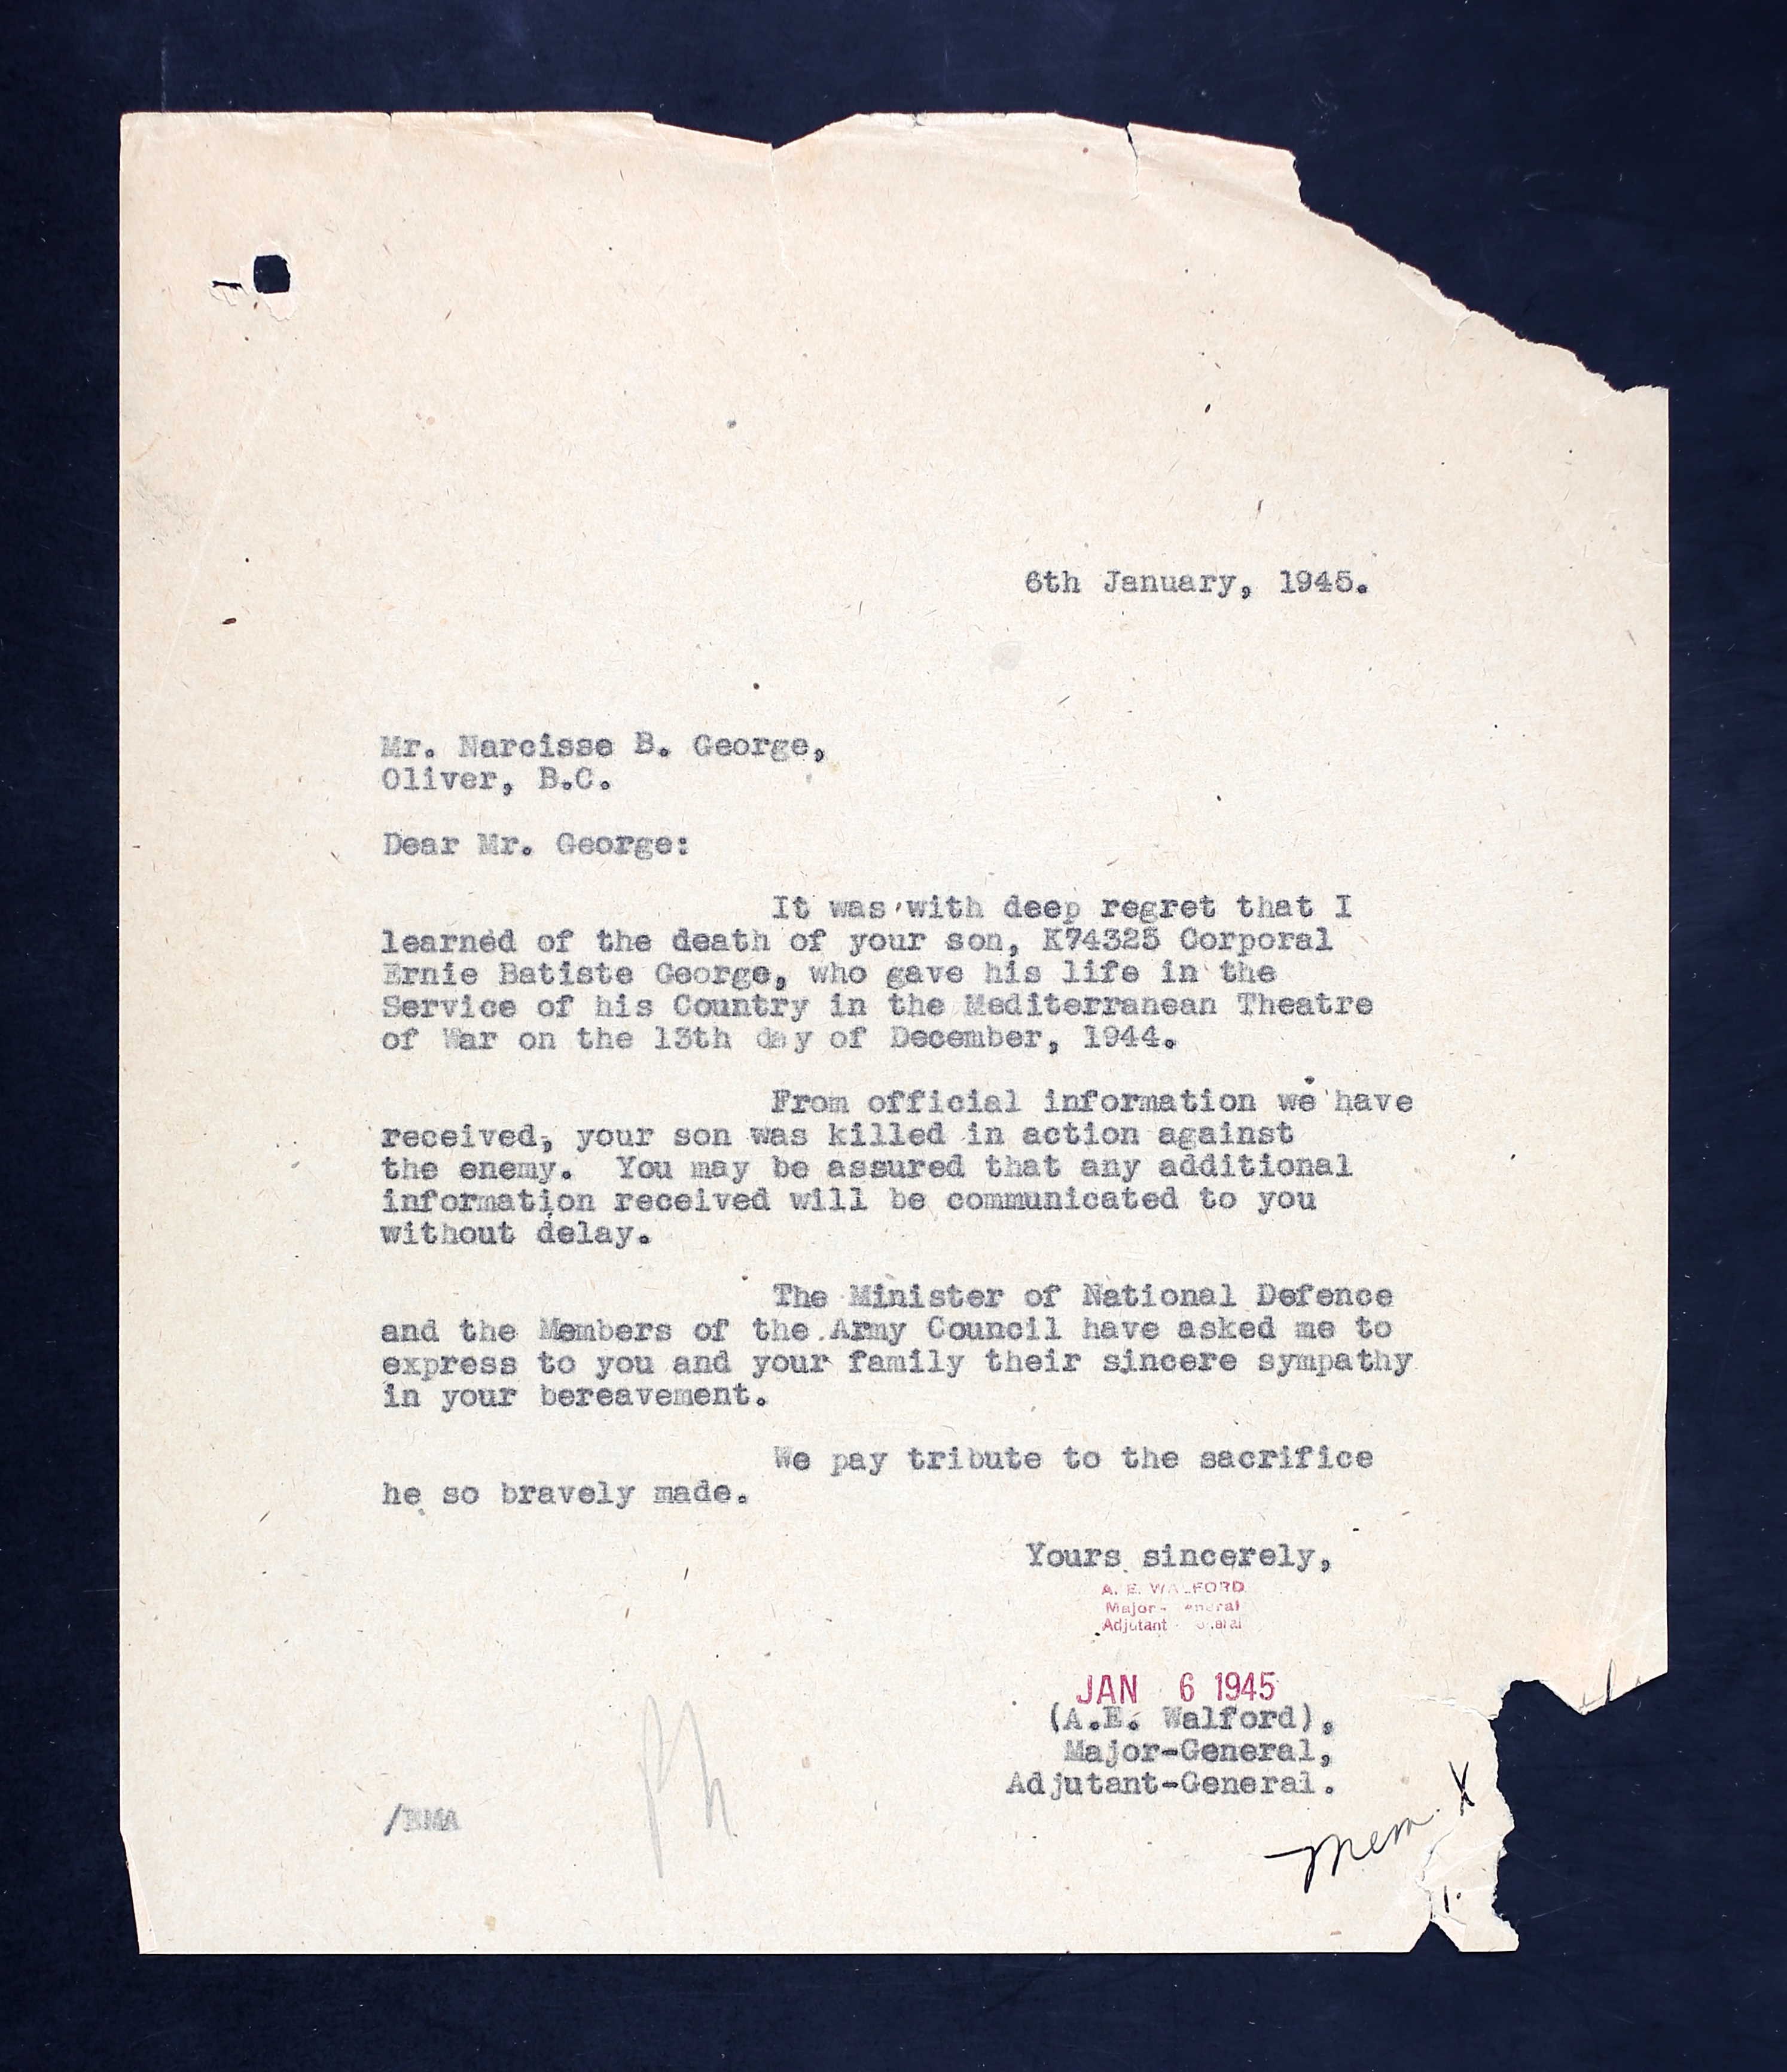 6th January, 1945.
Mr. Narcisse B. George,
Oliver, B.C.
Dear Mr. George:
It was with deep regret that I
learned of the death of your son, K74325 Corporal
Ernie Batiste George, who gave his life in the
Service of his Country in the Mediterranean Theatre
of War on the 13th day of December, 1944.
From official information we have
received, your son was killed in action against
the enemy. You may be assured that any additional
information received will be communicated to you
without delay.
The Minister of National Defence
and the Members of the Army Council have asked me to
express to you and your family their sincere sympathy
in your bereavement.
We pay tribute to the sacrifice
he so bravely made.
Yours sincerely,
A. E. WALFORD
Major-General
Adjutant-General
JAN 6 1945
(A.E. Walford),
Major-General,
Adjutant-General.
Mem. X